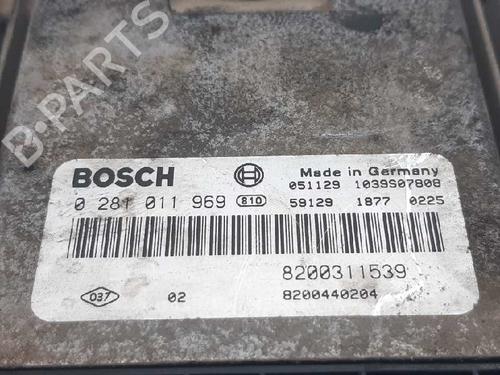 B-PARTS
BOSCH
Made in Germany
051129 1039S07808
0 281 011 969 810
59129 1877 0225
8200311539
037 02 8200440204